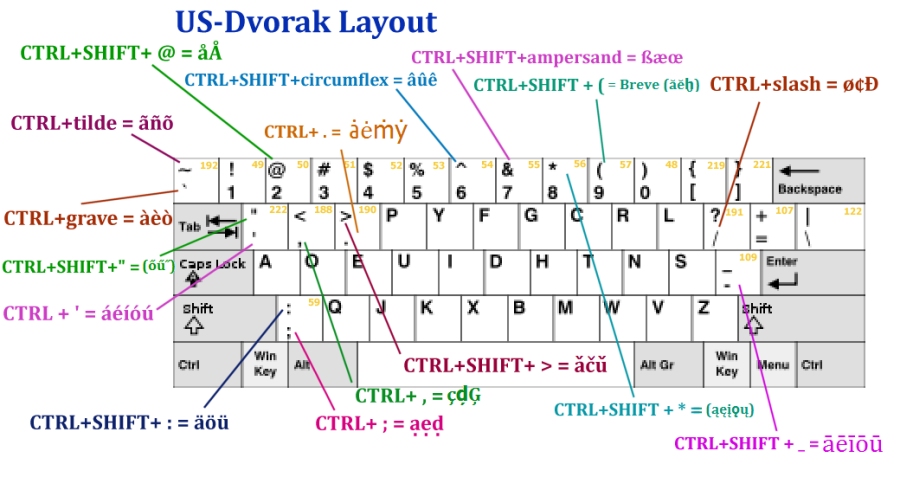 US-Dvorak Layout
CTRL+SHIFT+ @ = åÅ
CTRL+SHIFT+ampersand = ßæœ
CTRL+SHIFT+circumflex = âûê
CTRL+SHIFT + ( = Breve (ăĕḫ)
CTRL+slash = ø¢Đ
CTRL+tilde = ãñõ
CTRL+ . = ȧėṁẏ
~ 192 ! 49 @ 50 # 51 $ 52 % 53 ^ 54 & 55 * 56 ( 57 ) 48 { 219 } 221
` 1 2 3 4 5 6 7 8 9 0 [ ] Backspace
CTRL+grave = àèò
Tab " 222 < 188 > 190 P Y F G C R L ? 191 + 107 | 122
' , . / = \
CTRL+SHIFT+" = (őű˝)
Caps Lock A O E U I D H T N S _ 109 Enter
-
CTRL + ' = áéíóú
Shift : 59 Q J K X B M W V Z Shift
;
Ctrl Win Key Alt Alt Gr Win Key Menu Ctrl
CTRL+SHIFT+ > = ǎčǔ
CTRL+ , = çḍĢ
CTRL+SHIFT + * = (ąęįǫų)
CTRL+SHIFT+ : = äöü
CTRL+ ; = ạẹḍ
CTRL+SHIFT + _ = āēīōū